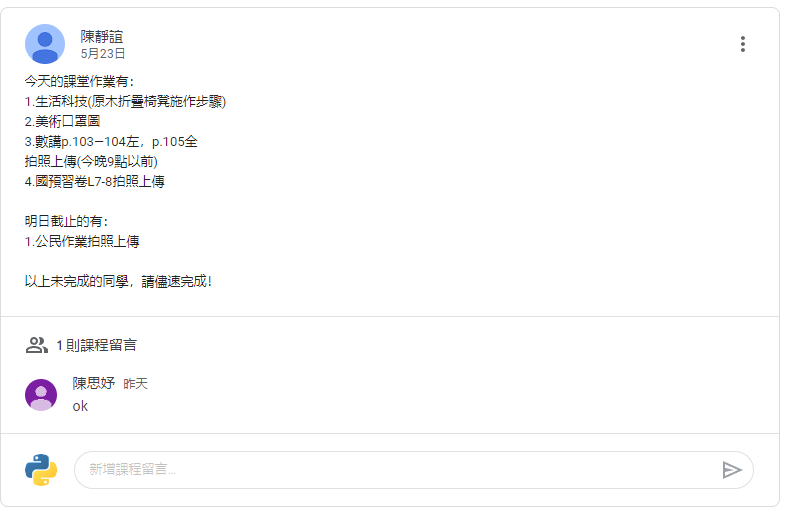 陳靜誼
5月23日
今天的課堂作業有：
1.生活科技(原木折疊椅凳施作步驟)
2.美術口罩圖
3.數講p.103—104左，p.105全
拍照上傳(今晚9點以前)
4.國預習卷L7-8拍照上傳
明日截止的有：
1.公民作業拍照上傳
以上未完成的同學，請儘速完成！
1 則課程留言
陳思妤 昨天
ok
新增課程留言...